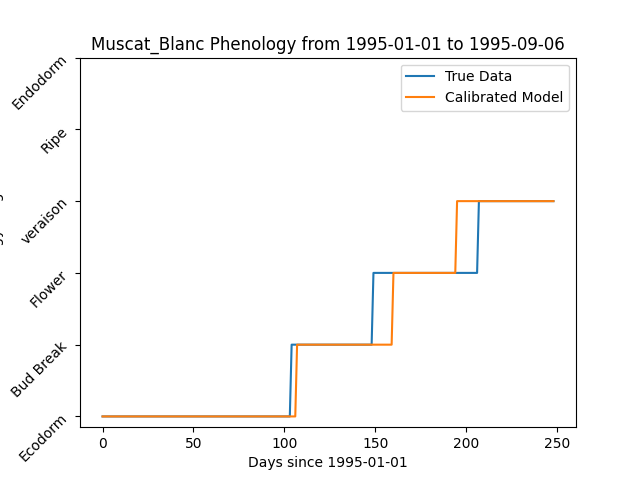 Muscat_Blanc Phenology from 1995-01-01 to 1995-09-06
Endodorm
Ripe
veraison
Flower
Bud Break
Ecodorm
True Data
Calibrated Model
0 50 100 150 200 250
Days since 1995-01-01